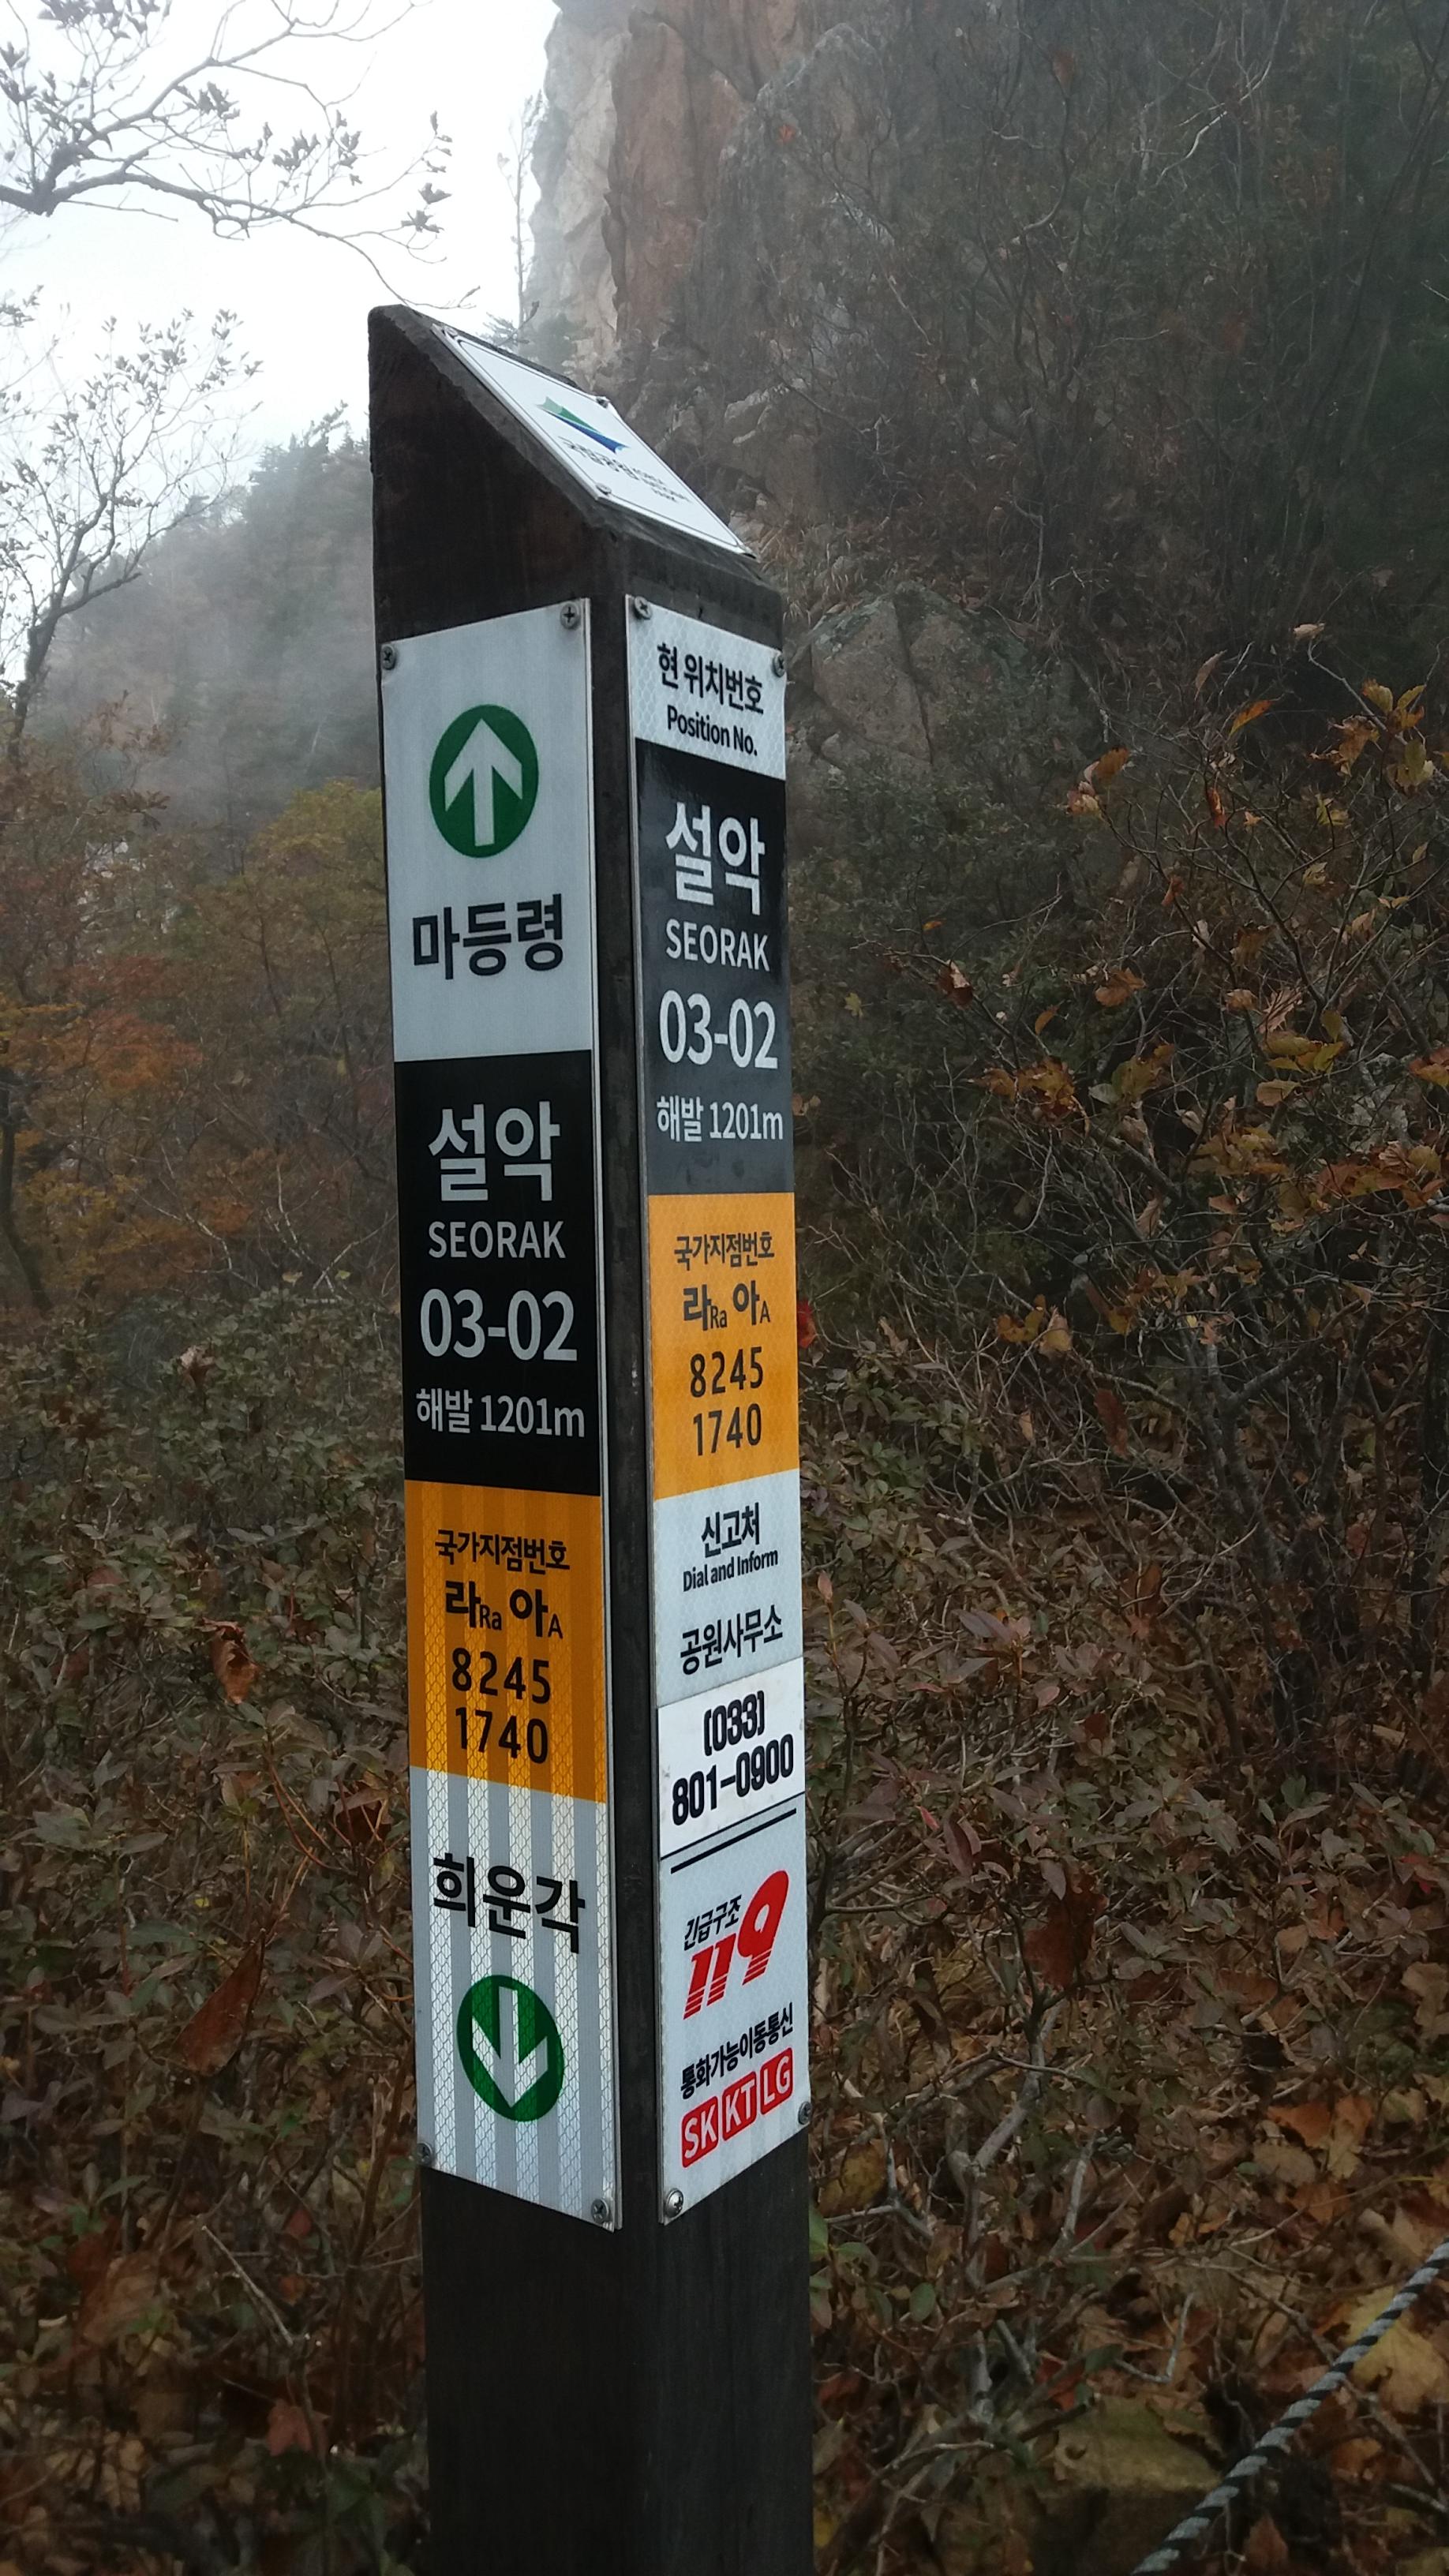 국립공원
마등령
설악
SEORAK
03-02
해발 1201m
국가지점번호
라Ra 아A
8245
1740
희운각
현 위치번호
Position No.
설악
SEORAK
03-02
해발 1201m
국가지점번호
라Ra 아A
8245
1740
신고처
Dial and Inform
공원사무소
(033)
801-0900
긴급구조
119
통화가능이동통신
SK KT LG